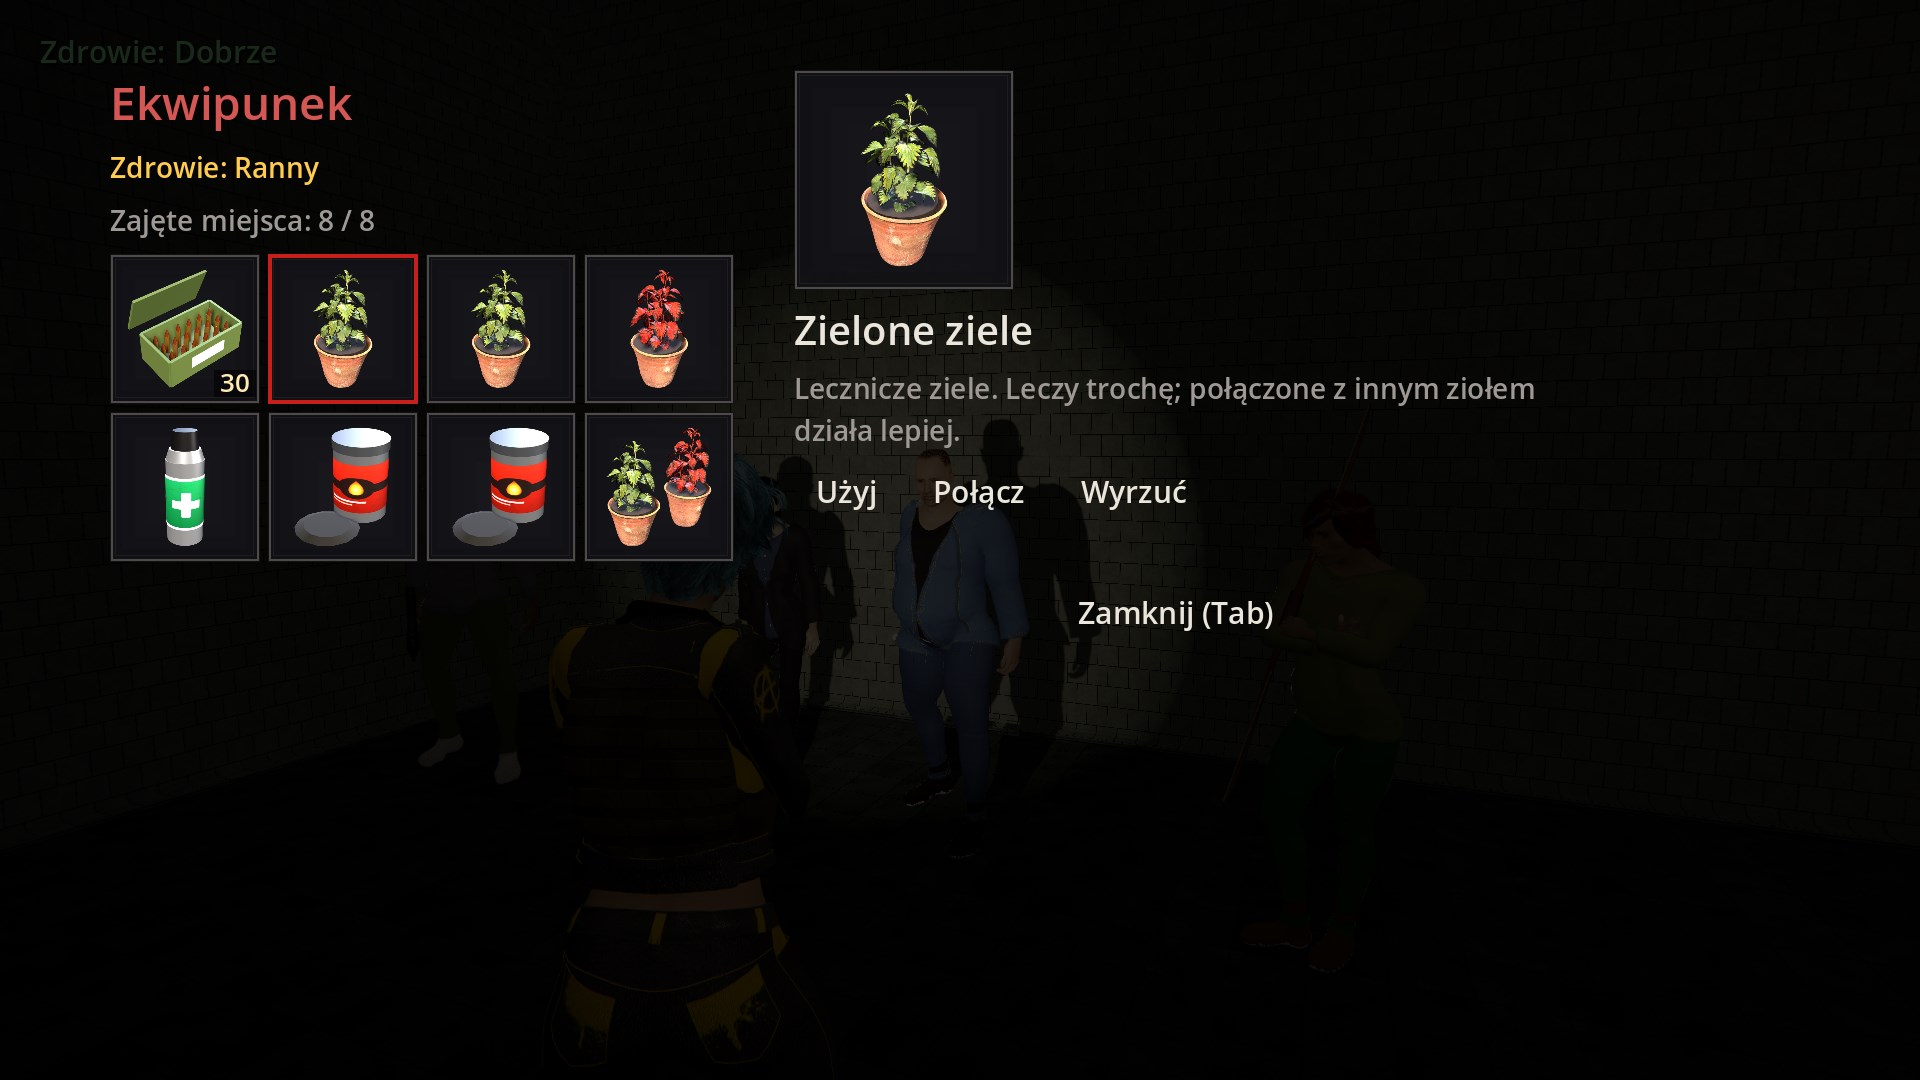 Zdrowie: Dobrze
Ekwipunek
Zdrowie: Ranny
Zajęte miejsca: 8 / 8
30
Zielone ziele
Lecznicze ziele. Leczy trochę; połączone z innym ziołem
działa lepiej.
Użyj Połącz Wyrzuć
Zamknij (Tab)